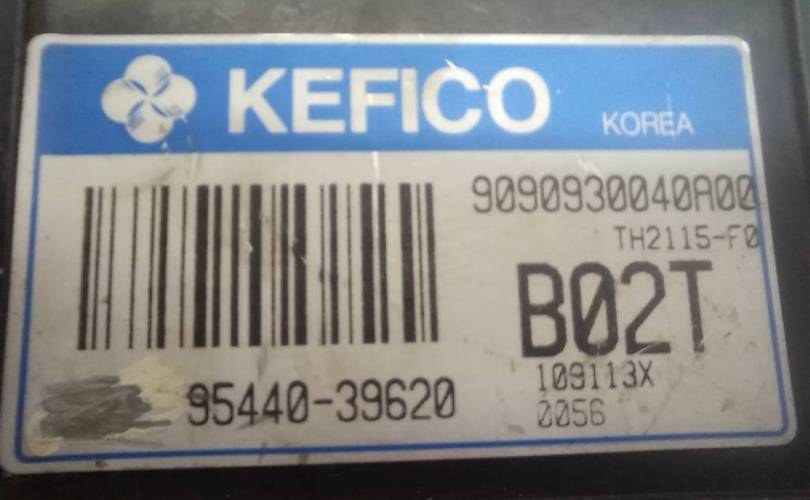 KEFICO
KOREA
9090930040A00
TH2115-F0
B02T
109113X
0056
95440-39620